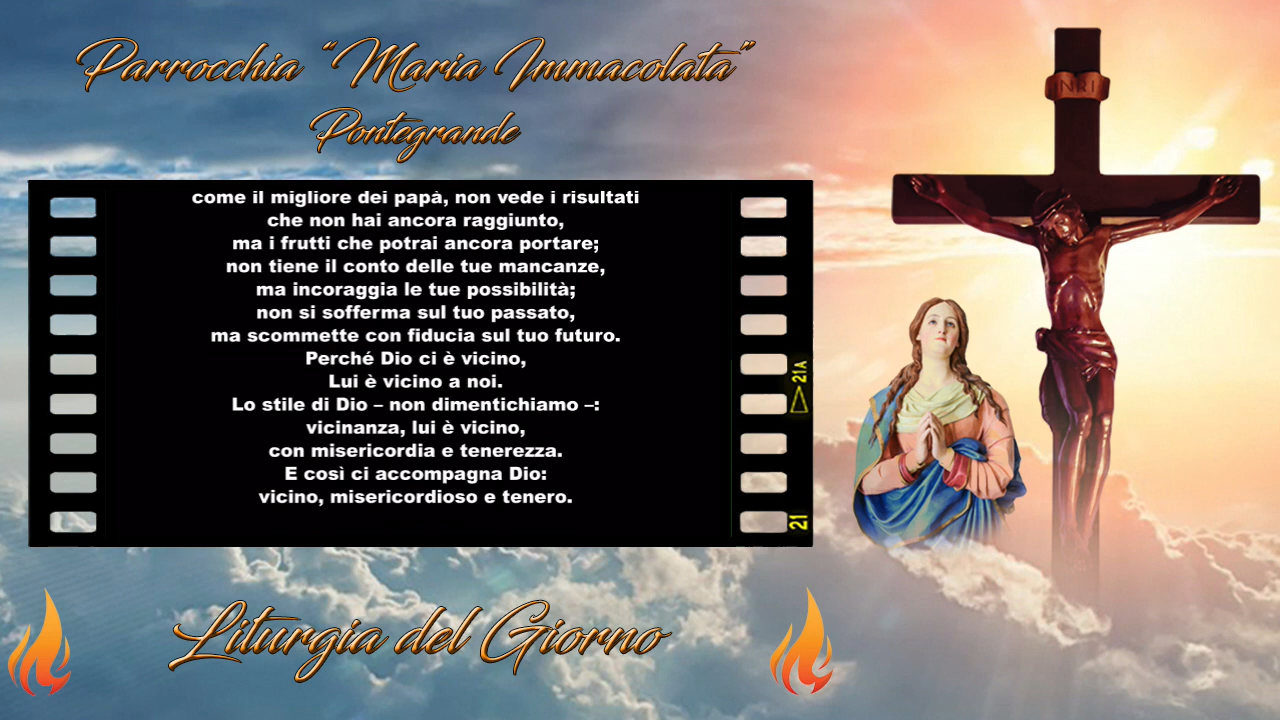 Parrocchia “Maria Immacolata”
Pontegrande
INRI
come il migliore dei papà, non vede i risultati
che non hai ancora raggiunto,
ma i frutti che potrai ancora portare;
non tiene il conto delle tue mancanze,
ma incoraggia le tue possibilità;
non si sofferma sul tuo passato,
ma scommette con fiducia sul tuo futuro.
Perché Dio ci è vicino,
Lui è vicino a noi.
Lo stile di Dio – non dimentichiamo –:
vicinanza, lui è vicino,
con misericordia e tenerezza.
E così ci accompagna Dio:
vicino, misericordioso e tenero.
21A
21
Liturgia del Giorno